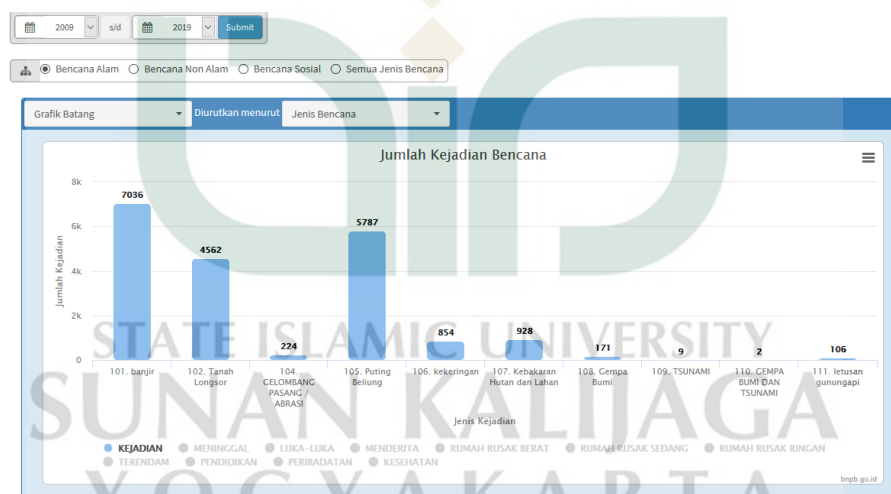 2009 s/d 2019 Submit
Bencana Alam Bencana Non Alam Bencana Sosial Semua Jenis Bencana
Grafik Batang Diurutkan menurut Jenis Bencana
Jumlah Kejadian Bencana
8k
6k
4k
2k
0
Jumlah Kejadian
7036
4562
224
5787
854
928
171
9
2
106
101. banjir
102. Tanah
Longsor
104.
GELOMBANG
PASANG /
ABRASI
105. Puting
Beliung
106. kekeringan
107. Kebakaran
Hutan dan Lahan
108. Gempa
Bumi
109. TSUNAMI
110. GEMPA
BUMI DAN
TSUNAMI
111. letusan
gunungapi
Jenis Kejadian
KEJADIAN MENINGGAL LUKA-LUKA MENDERITA RUMAH RUSAK BERAT RUMAH RUSAK SEDANG RUMAH RUSAK RINGAN
TERENDAM PENDIDIKAN PERIBADATAN KESEHATAN
bnpb.go.id
STATE ISLAMIC UNIVERSITY
SUNAN KALIJAGA
YOGYAKARTA